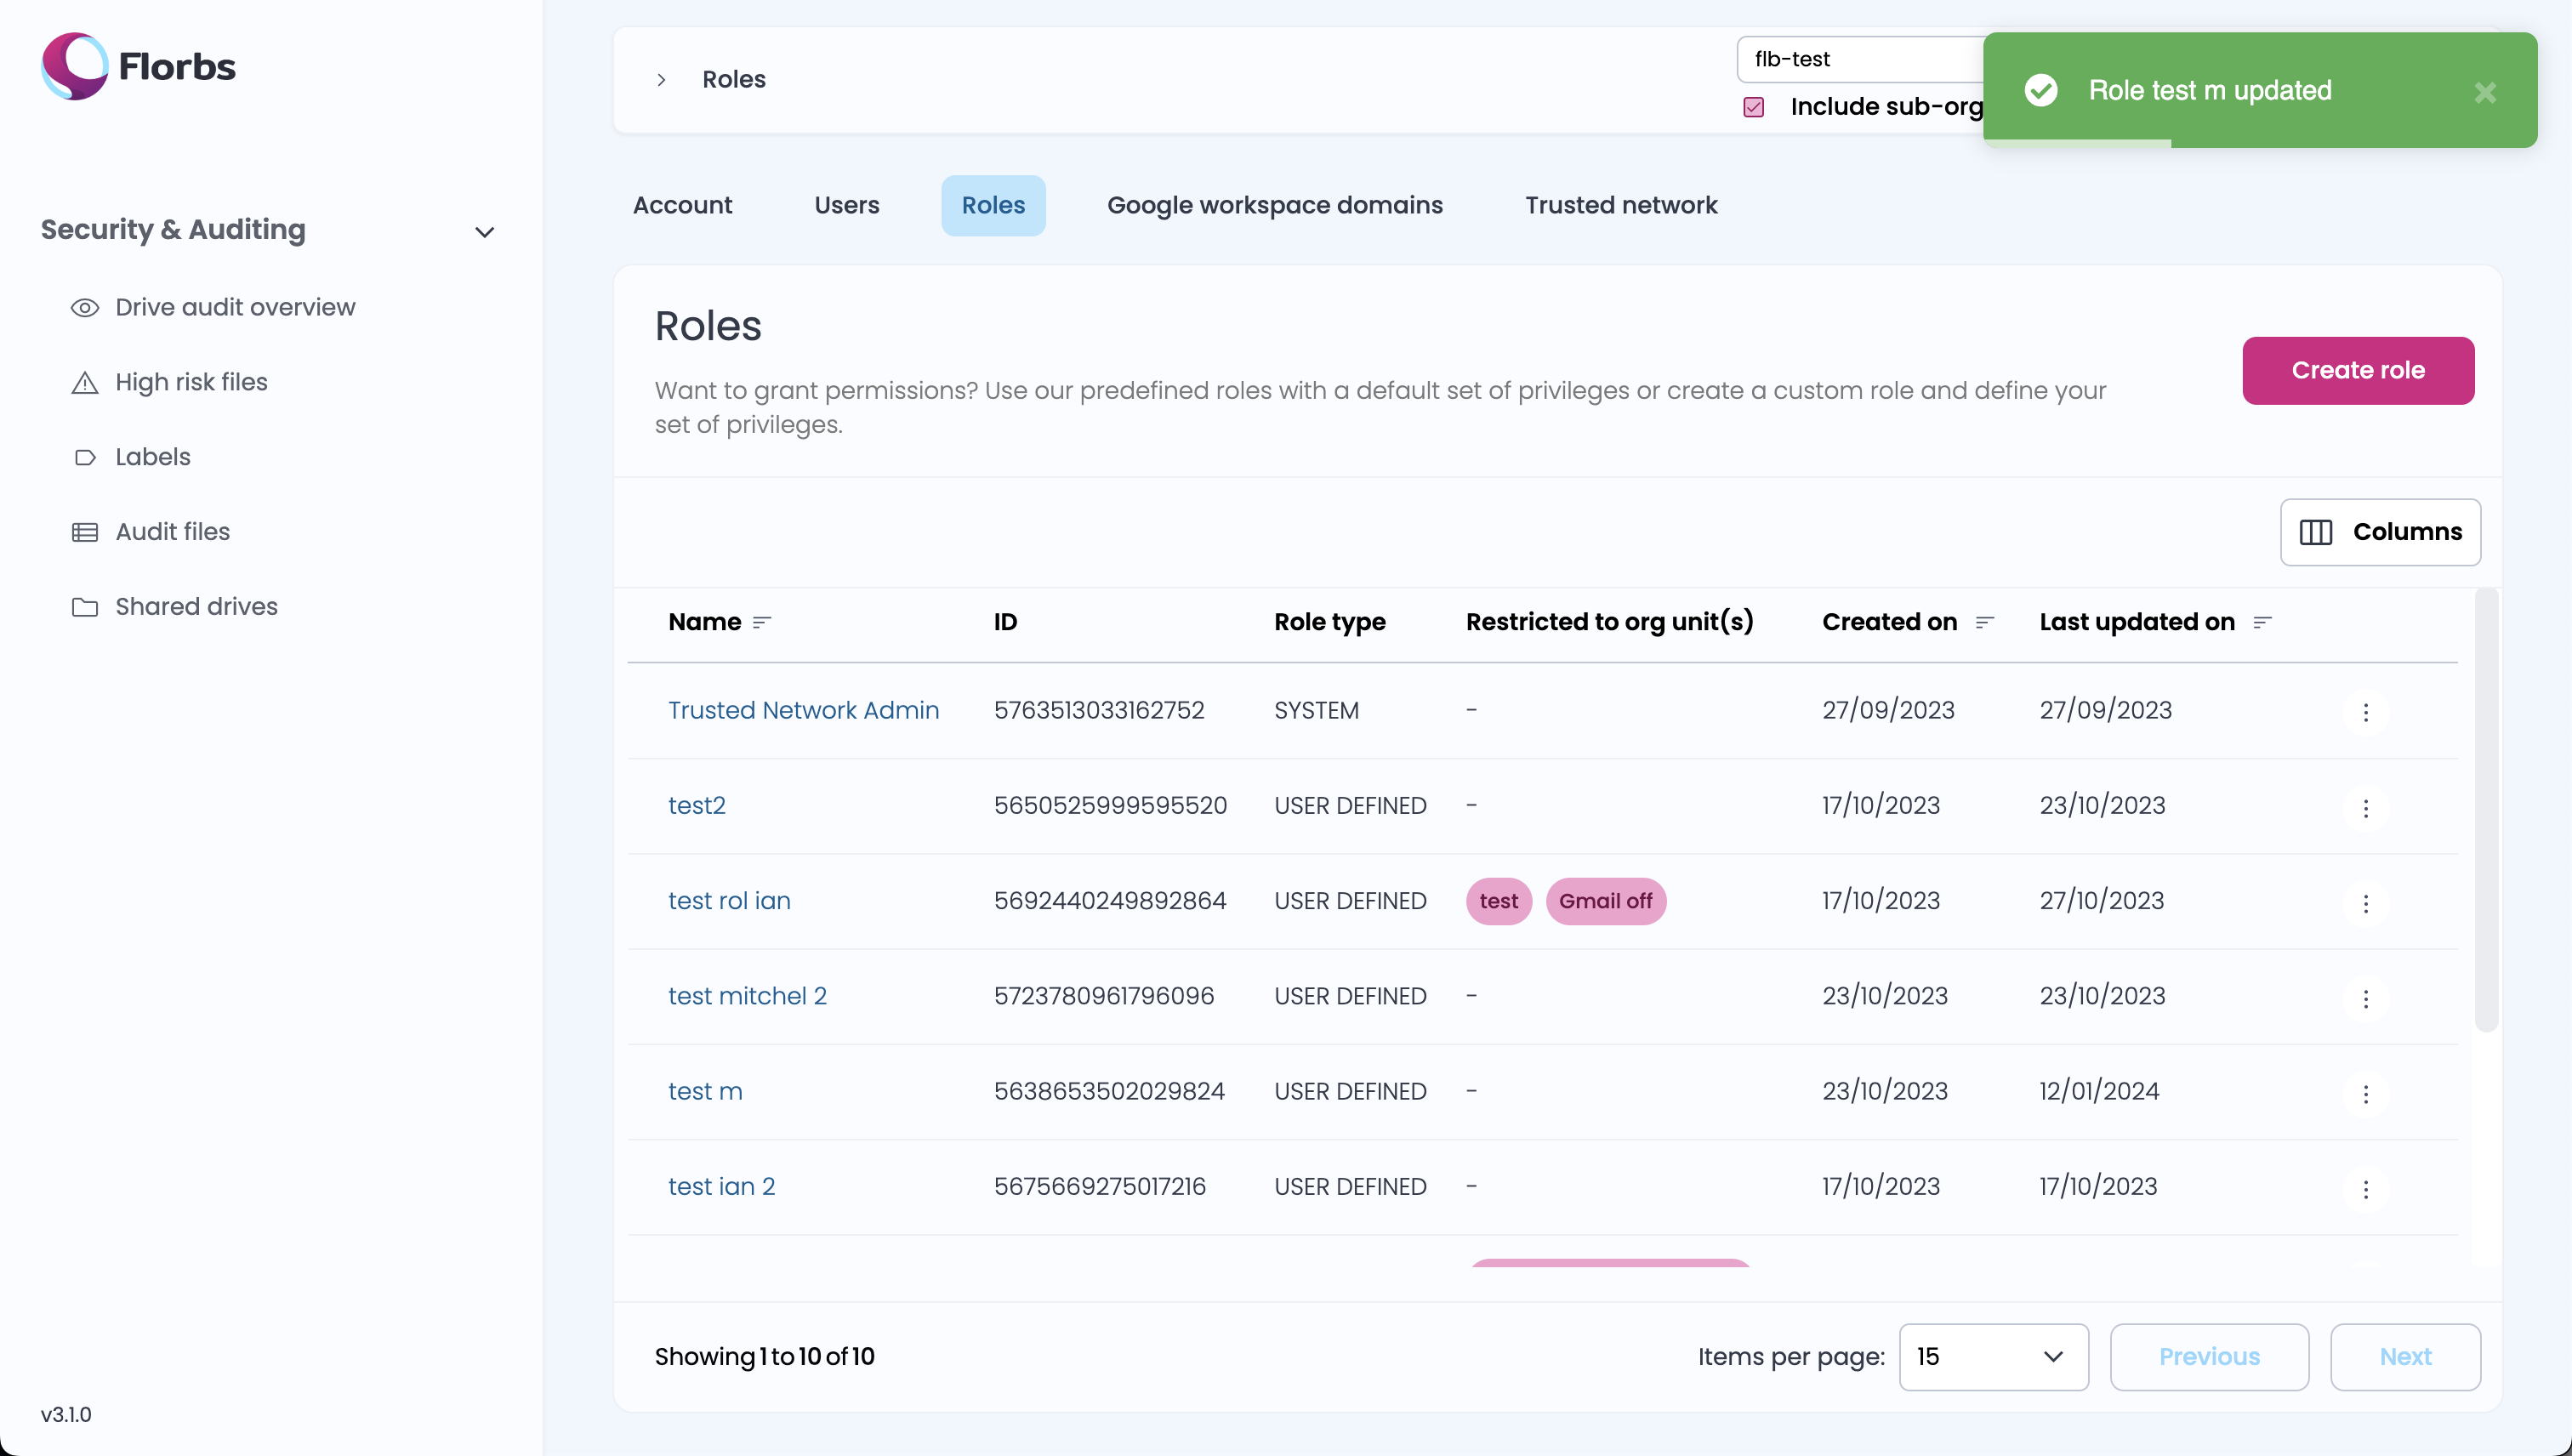 Florbs
Security & Auditing
Drive audit overview
High risk files
Labels
Audit files
Shared drives
v3.1.0
Roles
flb-test
Include sub-org
Role test m updated
Account
Users
Roles
Google workspace domains
Trusted network
Roles
Want to grant permissions? Use our predefined roles with a default set of privileges or create a custom role and define your
set of privileges.
Create role
Columns
Name ID Role type Restricted to org unit(s) Created on Last updated on
Trusted Network Admin 5763513033162752 SYSTEM - 27/09/2023 27/09/2023
test2 5650525999595520 USER DEFINED - 17/10/2023 23/10/2023
test rol ian 5692440249892864 USER DEFINED test Gmail off 17/10/2023 27/10/2023
test mitchel 2 5723780961796096 USER DEFINED - 23/10/2023 23/10/2023
test m 5638653502029824 USER DEFINED - 23/10/2023 12/01/2024
test ian 2 5675669275017216 USER DEFINED - 17/10/2023 17/10/2023
Showing 1 to 10 of 10
Items per page: 15
Previous
Next